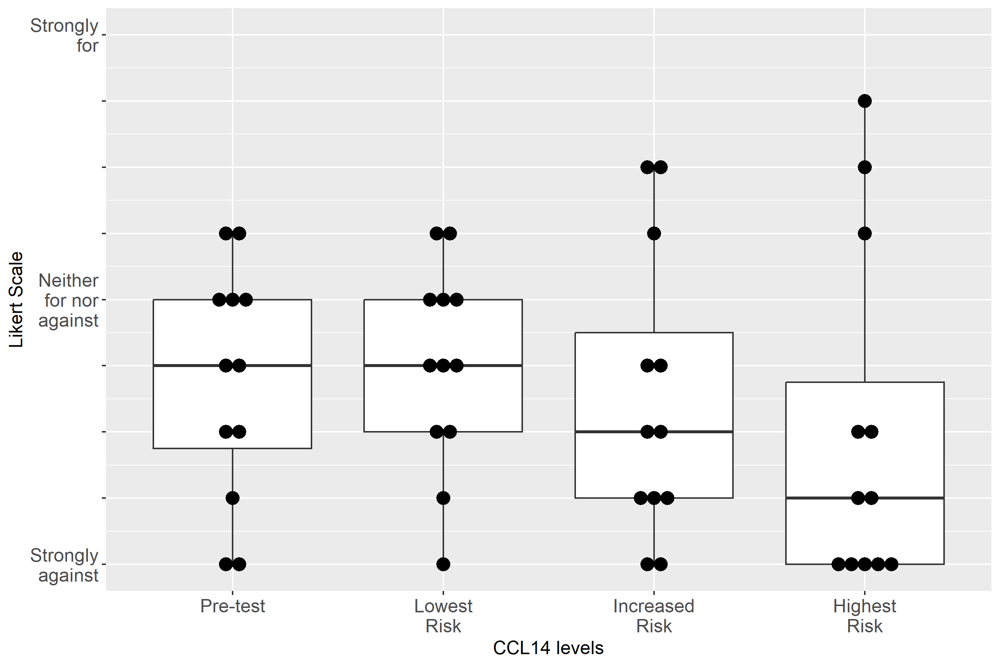 Strongly
for
Neither
for nor
against
Strongly
against
Likert Scale
Pre-test
Lowest
Risk
Increased
Risk
Highest
Risk
CCL14 levels